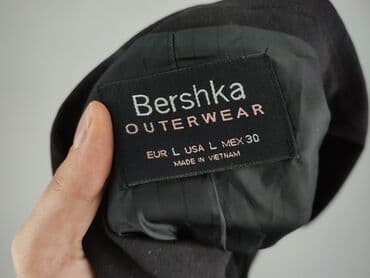 Bershka
OUTERWEAR
EUR L USA L MEX 30
MADE IN VIETNAM